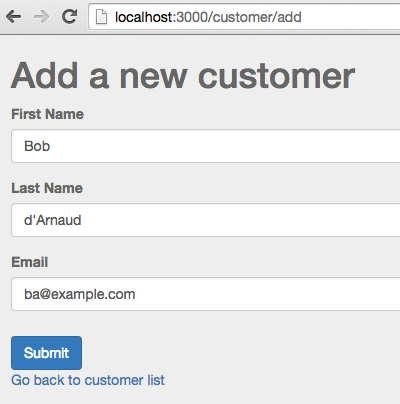 localhost:3000/customer/add
Add a new customer
First Name
Bob
Last Name
d'Arnaud
Email
ba@example.com
Submit
Go back to customer list